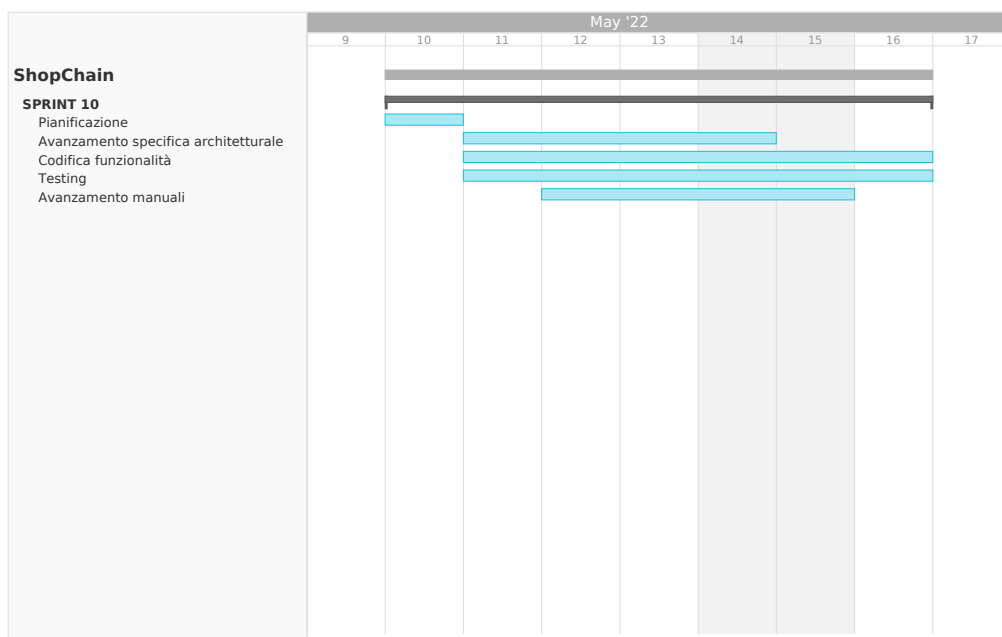 May '22
9 10 11 12 13 14 15 16 17
ShopChain
SPRINT 10
Pianificazione
Avanzamento specifica architetturale
Codifica funzionalità
Testing
Avanzamento manuali